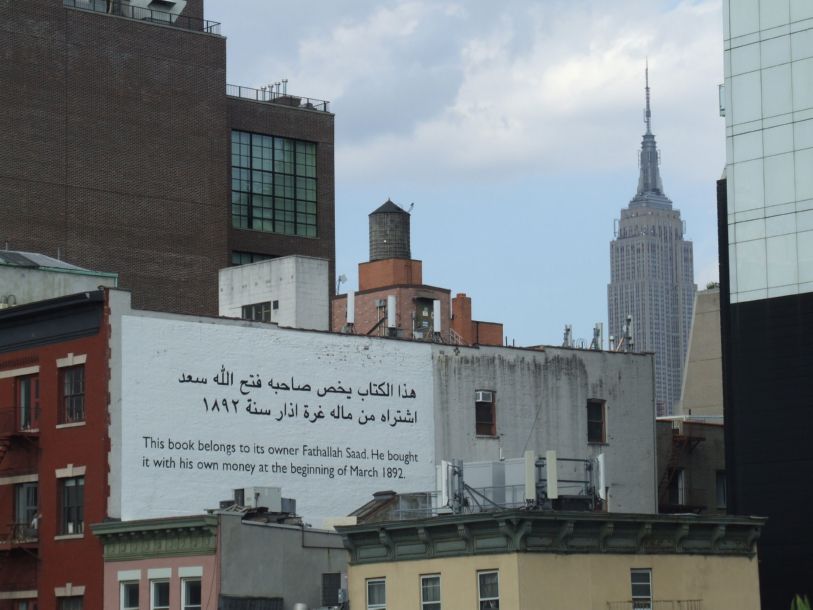 هذا الكتاب يخص صاحبه فتح الله سعد
اشتراه من ماله غرة اذار سنة ١٨٩٢
This book belongs to its owner Fathallah Saad. He bought
it with his own money at the beginning of March 1892.